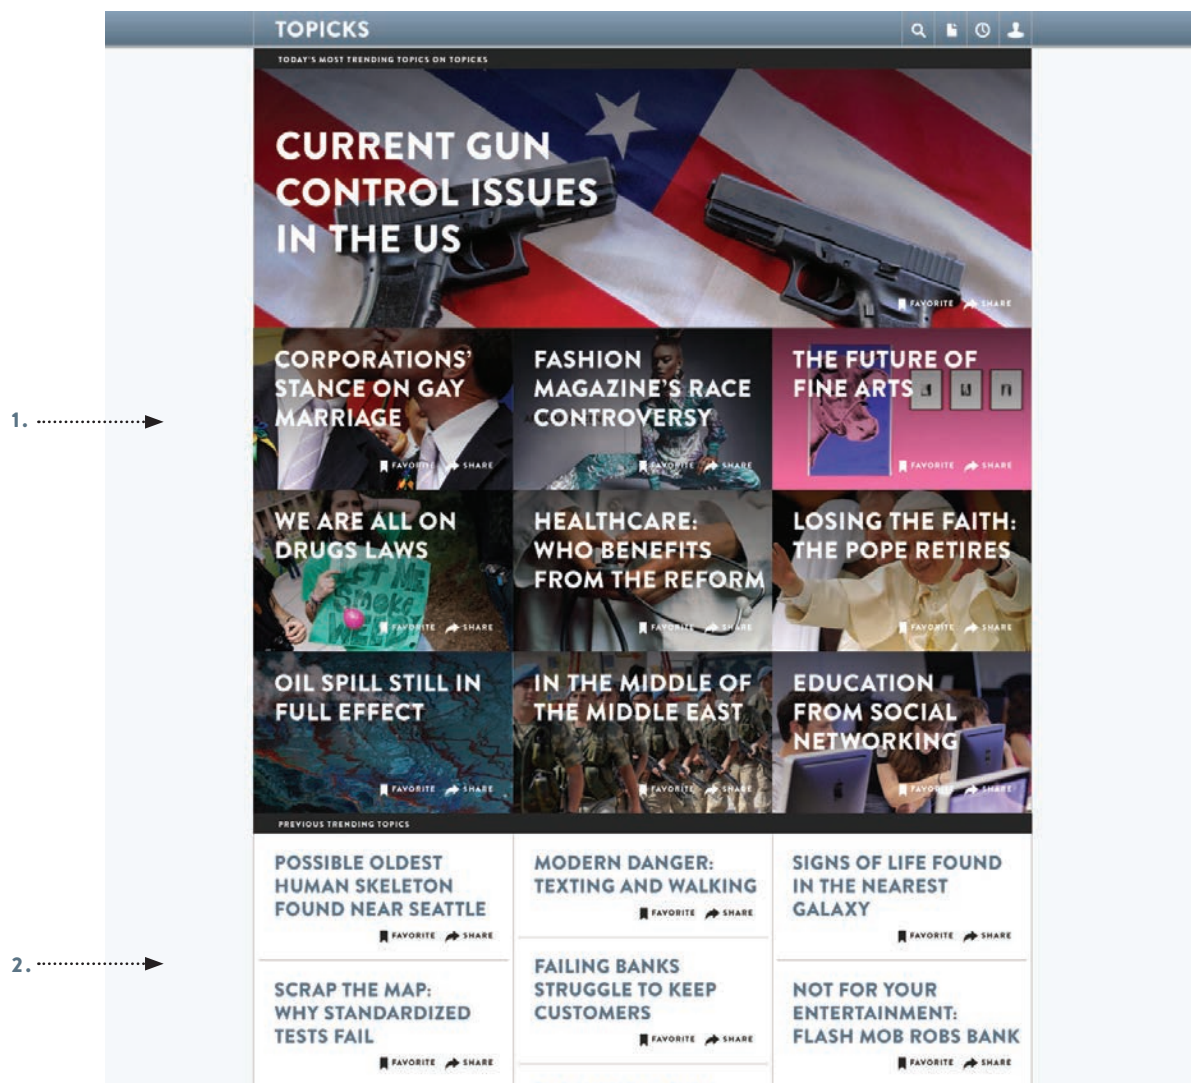 TOPICKS
TODAY'S MOST TRENDING TOPICS ON TOPICKS
CURRENT GUN
CONTROL ISSUES
IN THE US
FAVORITE SHARE
1.
CORPORATIONS'
STANCE ON GAY
MARRIAGE
FAVORITE SHARE
FASHION
MAGAZINE'S RACE
CONTROVERSY
FAVORITE SHARE
THE FUTURE OF
FINE ARTS
FAVORITE SHARE
WE ARE ALL ON
DRUGS LAWS
LET ME
Smoke
WEED
FAVORITE SHARE
HEALTHCARE:
WHO BENEFITS
FROM THE REFORM
FAVORITE SHARE
LOSING THE FAITH:
THE POPE RETIRES
FAVORITE SHARE
OIL SPILL STILL IN
FULL EFFECT
FAVORITE SHARE
IN THE MIDDLE OF
THE MIDDLE EAST
FAVORITE SHARE
EDUCATION
FROM SOCIAL
NETWORKING
FAVORITE SHARE
PREVIOUS TRENDING TOPICS
2.
POSSIBLE OLDEST
HUMAN SKELETON
FOUND NEAR SEATTLE
FAVORITE SHARE
SCRAP THE MAP:
WHY STANDARDIZED
TESTS FAIL
FAVORITE SHARE
MODERN DANGER:
TEXTING AND WALKING
FAVORITE SHARE
FAILING BANKS
STRUGGLE TO KEEP
CUSTOMERS
FAVORITE SHARE
SIGNS OF LIFE FOUND
IN THE NEAREST
GALAXY
FAVORITE SHARE
NOT FOR YOUR
ENTERTAINMENT:
FLASH MOB ROBS BANK
FAVORITE SHARE